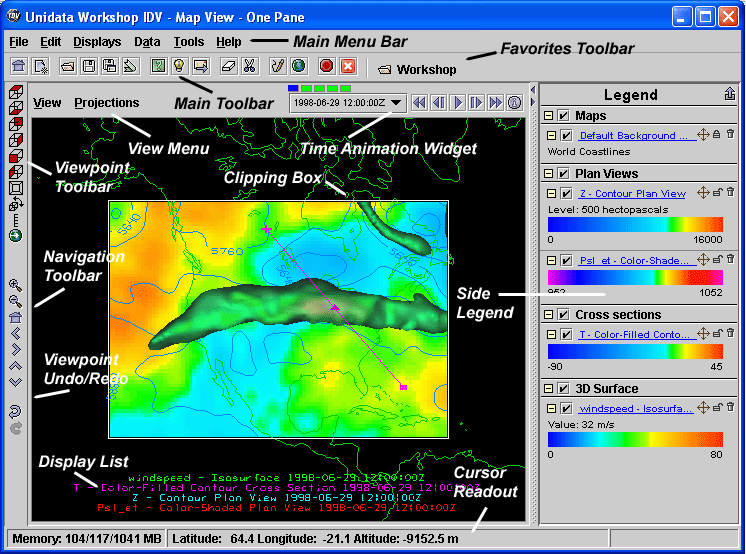 IDV Unidata Workshop IDV - Map View - One Pane
File Edit Displays Data Tools Help
Main Menu Bar
Favorites Toolbar
Workshop
Main Toolbar
View Projections
1998-06-29 12:00:00Z
View Menu
Time Animation Widget
Viewpoint
Toolbar
Clipping Box
Navigation
Toolbar
Viewpoint
Undo/Redo
5640
5760
Side
Legend
Legend
Maps
Default Background ...
World Coastlines
Plan Views
Z - Contour Plan View
Level: 500 hectopascals
0 16000
Psl_et - Color-Shade...
952 1052
Cross sections
T - Color-Filled Conto...
-90 45
3D Surface
windspeed - Isosurfa...
Value: 32 m/s
0 80
Display List
Cursor
Readout
windspeed - Isosurface 1998-06-29 12:00:00Z
T - Color-Filled Contour Cross Section 1998-06-29 12:00:00Z
Z - Contour Plan View 1998-06-29 12:00:00Z
Psl_et - Color-Shaded Plan View 1998-06-29 12:00:00Z
Memory: 104/117/1041 MB Latitude: 64.4 Longitude: -21.1 Altitude: -9152.5 m